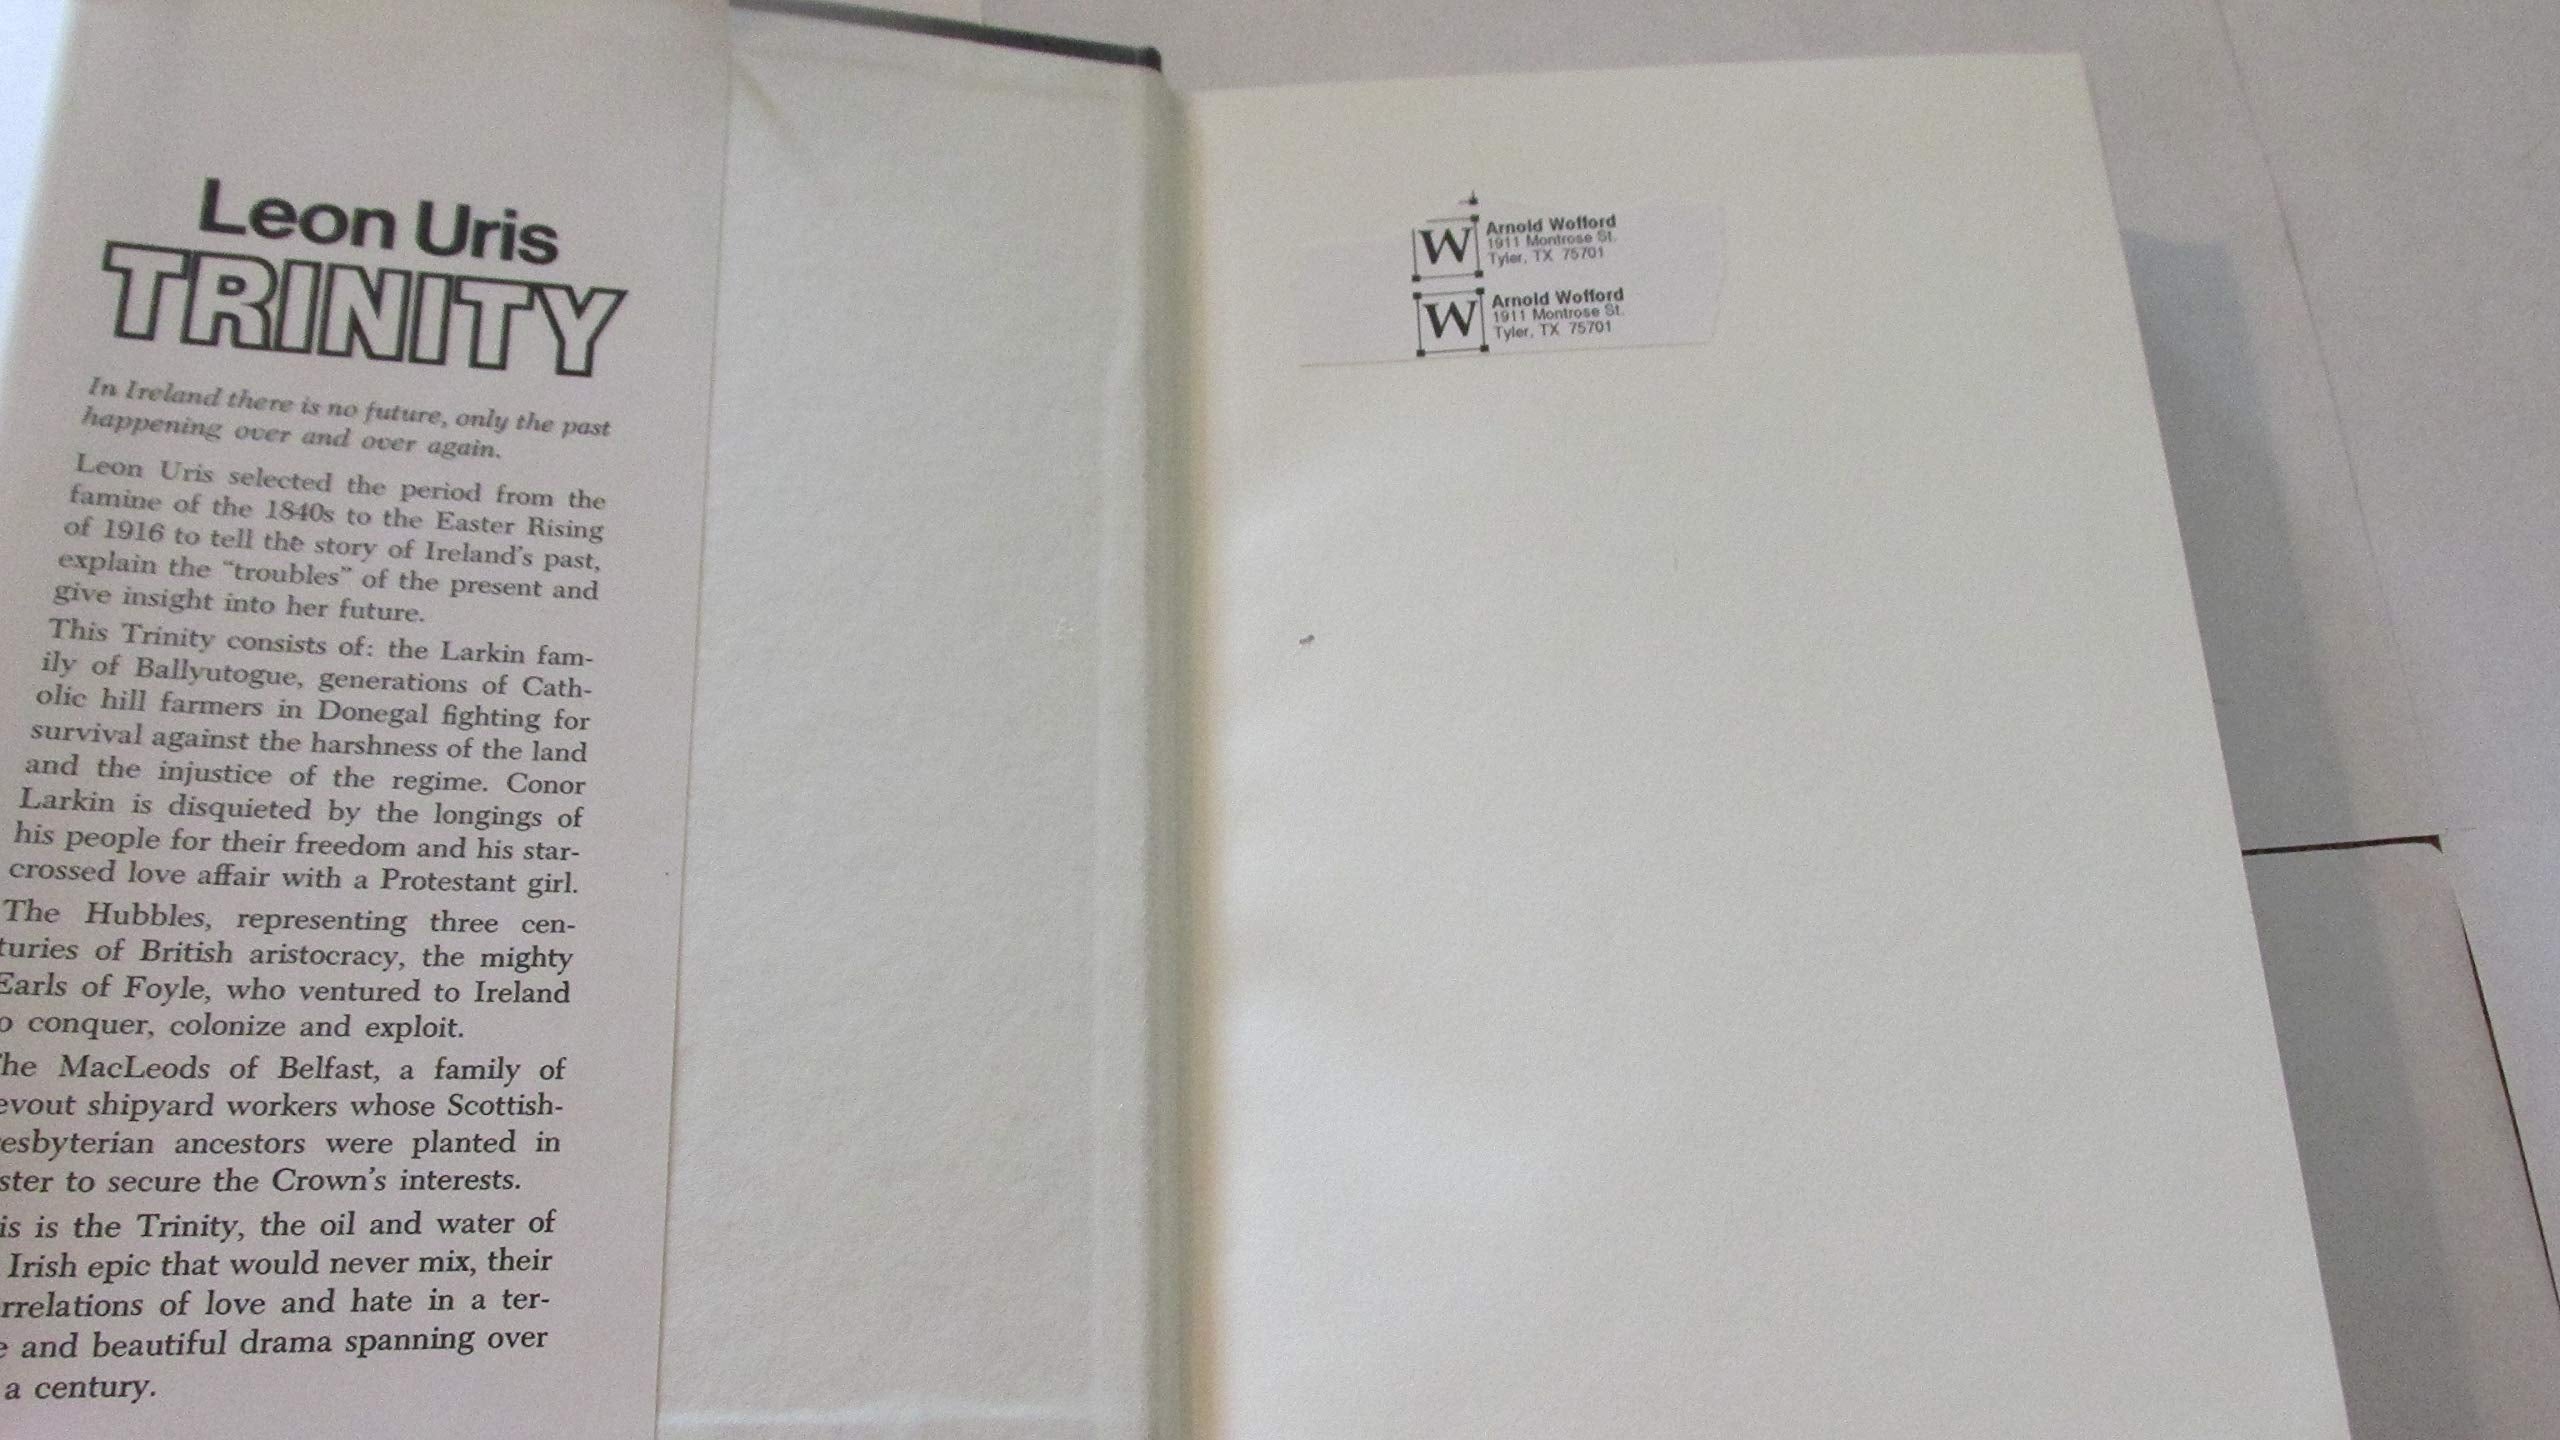 Leon Uris
TRINITY
In Ireland there is no future, only the past
happening over and over again.
Leon Uris selected the period from the
famine of the 1840s to the Easter Rising
of 1916 to tell the story of Ireland's past,
explain the "troubles" of the present and
give insight into her future.
This Trinity consists of: the Larkin fam-
ily of Ballyutogue, generations of Cath-
olic hill farmers in Donegal fighting for
survival against the harshness of the land
and the injustice of the regime. Conor
Larkin is disquieted by the longings of
his people for their freedom and his star-
crossed love affair with a Protestant girl.
The Hubbles, representing three cen-
turies of British aristocracy, the mighty
Earls of Foyle, who ventured to Ireland
o conquer, colonize and exploit.
he MacLeods of Belfast, a family of
evout shipyard workers whose Scottish-
esbyterian ancestors were planted in
ster to secure the Crown's interests.
is is the Trinity, the oil and water of
Irish epic that would never mix, their
rrelations of love and hate in a ter-
e and beautiful drama spanning over
a century.
W
Arnold Wofford
1911 Montrose St.
Tyler, TX 75701
W
Arnold Wofford
1911 Montrose St.
Tyler, TX 75701